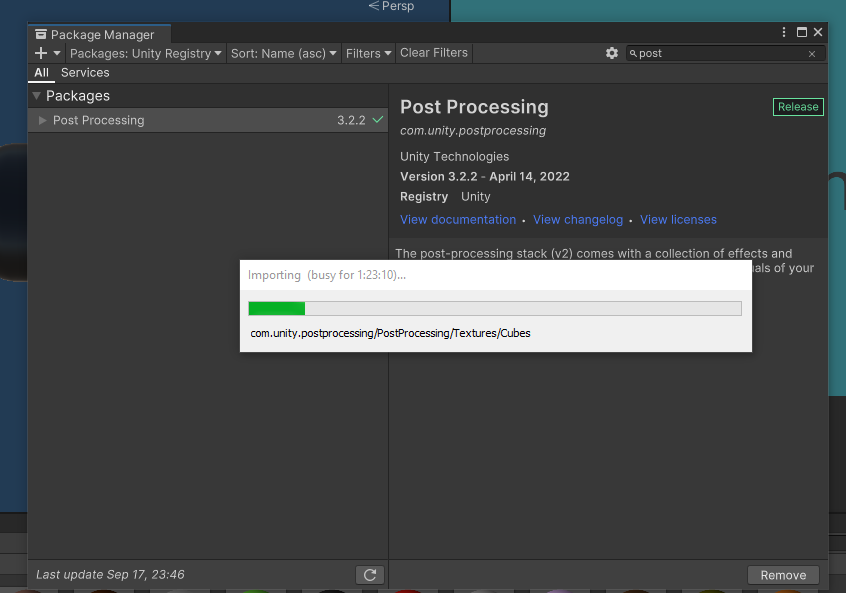 Persp
Package Manager
Packages: Unity Registry Sort: Name (asc) Filters Clear Filters post
All Services
Packages
Post Processing 3.2.2
Post Processing
Release
com.unity.postprocessing
Unity Technologies
Version 3.2.2 - April 14, 2022
Registry Unity
View documentation • View changelog • View licenses
The post-processing stack (v2) comes with a collection of effects and
of your
Importing (busy for 1:23:10)...
com.unity.postprocessing/PostProcessing/Textures/Cubes
Last update Sep 17, 23:46
Remove